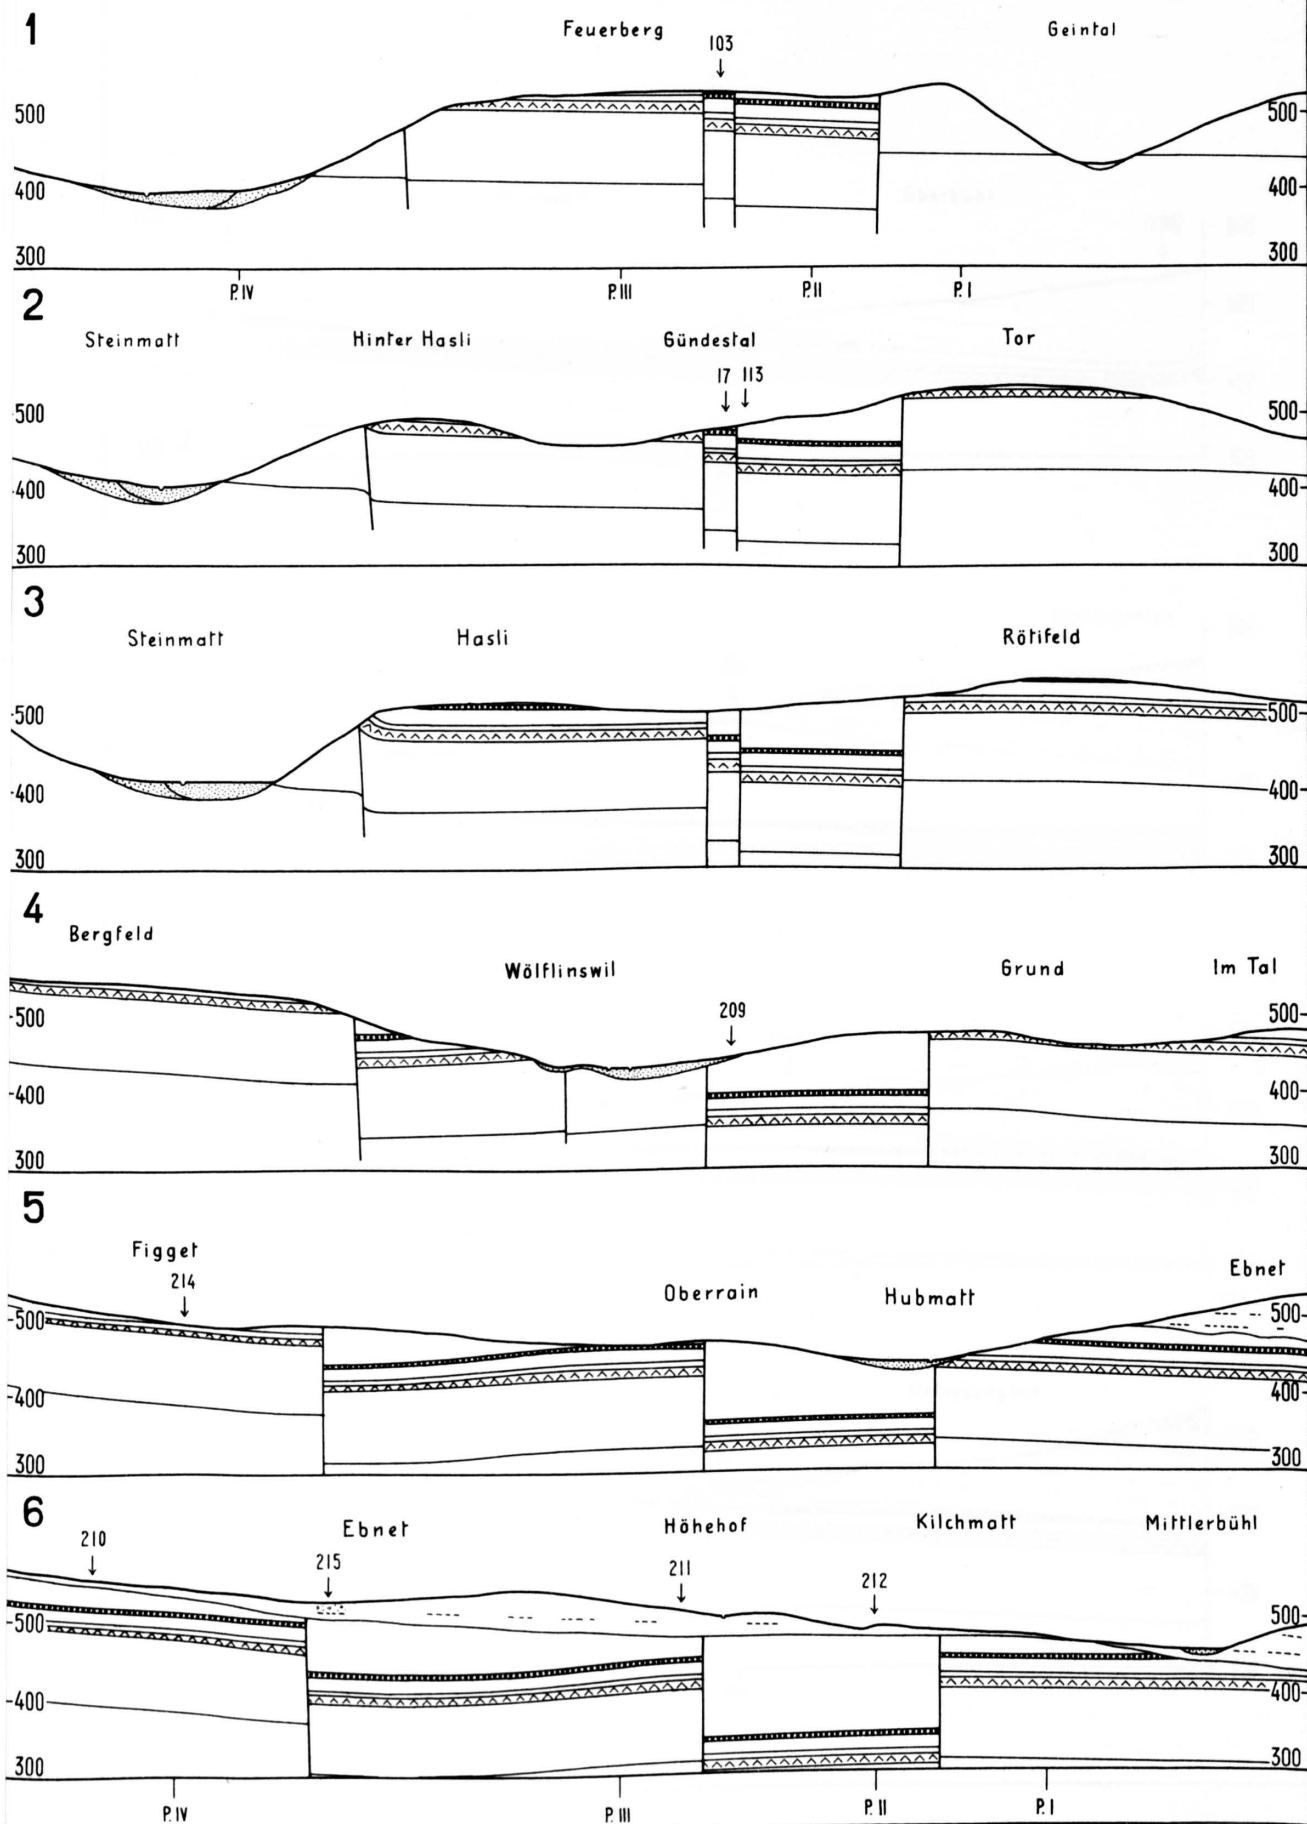 1
Feuerberg Geintal
103
500 500
400 400
300 300
P. IV P. III P. II P. I
2
Steinmatt Hinter Hasli Gündestal Tor
17 113
500 500
400 400
300 300
3
Steinmatt Hasli Rötifeld
500 500
400 400
300 300
4
Bergfeld
Wölflinswil Grund Im Tal
209
500 500
400 400
300 300
5
Figget Ebnet
214 Oberrain Hubmatt
500 500
400 400
300 300
6
210 Ebnet Höhehof Kilchmatt Mittlerbühl
215 211 212
500 500
400 400
300 300
P. IV P. III P. II P. I